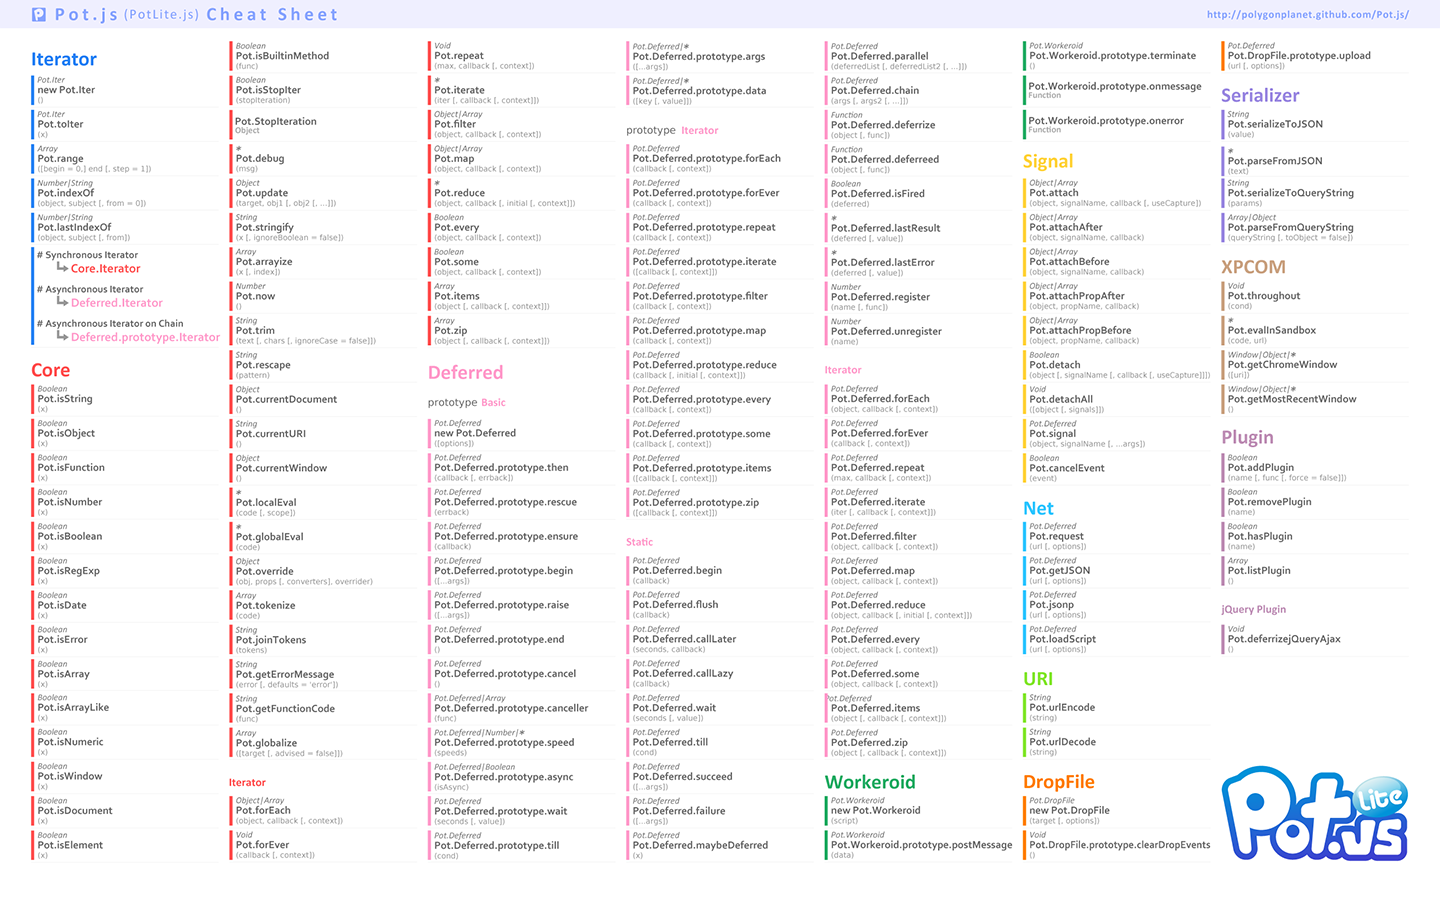 Pot.js (PotLite.js) Cheat Sheet
http://polygonplanet.github.com/Pot.js/
Iterator
Pot.Iter
new Pot.Iter
()
Pot.Iter
Pot.toIter
(x)
Array
Pot.range
([begin = 0,] end [, step = 1])
Number|String
Pot.indexOf
(object, subject [, from = 0])
Number|String
Pot.lastIndexOf
(object, subject [, from])
# Synchronous Iterator
Core.Iterator
# Asynchronous Iterator
Deferred.Iterator
# Asynchronous Iterator on Chain
Deferred.prototype.Iterator
Core
Boolean
Pot.isString
(x)
Boolean
Pot.isObject
(x)
Boolean
Pot.isFunction
(x)
Boolean
Pot.isNumber
(x)
Boolean
Pot.isBoolean
(x)
Boolean
Pot.isRegExp
(x)
Boolean
Pot.isDate
(x)
Boolean
Pot.isError
(x)
Boolean
Pot.isArray
(x)
Boolean
Pot.isArrayLike
(x)
Boolean
Pot.isNumeric
(x)
Boolean
Pot.isWindow
(x)
Boolean
Pot.isDocument
(x)
Boolean
Pot.isElement
(x)
Boolean
Pot.isBuiltinMethod
(func)
Boolean
Pot.isStopIter
(stopIteration)
Pot.StopIteration
Object
*
Pot.debug
(msg)
Object
Pot.update
(target, obj1 [, obj2 [, ...]])
String
Pot.stringify
(x [, ignoreBoolean = false])
Array
Pot.arrayize
(x [, index])
Number
Pot.now
()
String
Pot.trim
(text [, chars [, ignoreCase = false]])
String
Pot.rescape
(pattern)
Object
Pot.currentDocument
()
String
Pot.currentURI
()
Object
Pot.currentWindow
()
*
Pot.localEval
(code [, scope])
*
Pot.globalEval
(code)
Object
Pot.override
(obj, props [, converters], overrider)
Array
Pot.tokenize
(code)
String
Pot.joinTokens
(tokens)
String
Pot.getErrorMessage
(error [, defaults = 'error'])
String
Pot.getFunctionCode
(func)
Array
Pot.globalize
([target [, advised = false]])
Iterator
Object|Array
Pot.forEach
(object, callback [, context])
Void
Pot.forEver
(callback [, context])
Void
Pot.repeat
(max, callback [, context])
*
Pot.iterate
(iter [, callback [, context]])
Object|Array
Pot.filter
(object, callback [, context])
Object|Array
Pot.map
(object, callback [, context])
*
Pot.reduce
(object, callback [, initial [, context]])
Boolean
Pot.every
(object, callback [, context])
Boolean
Pot.some
(object, callback [, context])
Array
Pot.items
(object [, callback [, context]])
Array
Pot.zip
(object [, callback [, context]])
Deferred
prototype Basic
Pot.Deferred
new Pot.Deferred
([options])
Pot.Deferred
Pot.Deferred.prototype.then
(callback [, errback])
Pot.Deferred
Pot.Deferred.prototype.rescue
(errback)
Pot.Deferred
Pot.Deferred.prototype.ensure
(callback)
Pot.Deferred
Pot.Deferred.prototype.begin
([...args])
Pot.Deferred
Pot.Deferred.prototype.raise
([...args])
Pot.Deferred
Pot.Deferred.prototype.end
()
Pot.Deferred
Pot.Deferred.prototype.cancel
()
Pot.Deferred|Array
Pot.Deferred.prototype.canceller
(func)
Pot.Deferred|Number|*
Pot.Deferred.prototype.speed
(speeds)
Pot.Deferred|Boolean
Pot.Deferred.prototype.async
(isAsync)
Pot.Deferred
Pot.Deferred.prototype.wait
(seconds [, value])
Pot.Deferred
Pot.Deferred.prototype.till
(cond)
Pot.Deferred|*
Pot.Deferred.prototype.args
([...args])
Pot.Deferred|*
Pot.Deferred.prototype.data
([key [, value]])
prototype Iterator
Pot.Deferred
Pot.Deferred.prototype.forEach
(callback [, context])
Pot.Deferred
Pot.Deferred.prototype.forEver
(callback [, context])
Pot.Deferred
Pot.Deferred.prototype.repeat
(callback [, context])
Pot.Deferred
Pot.Deferred.prototype.iterate
([callback [, context]])
Pot.Deferred
Pot.Deferred.prototype.filter
([callback [, context]])
Pot.Deferred
Pot.Deferred.prototype.map
(callback [, context])
Pot.Deferred
Pot.Deferred.prototype.reduce
(callback [, initial [, context]])
Pot.Deferred
Pot.Deferred.prototype.every
(callback [, context])
Pot.Deferred
Pot.Deferred.prototype.some
(callback [, context])
Pot.Deferred
Pot.Deferred.prototype.items
([callback [, context]])
Pot.Deferred
Pot.Deferred.prototype.zip
([callback [, context]])
Static
Pot.Deferred
Pot.Deferred.begin
(callback)
Pot.Deferred
Pot.Deferred.flush
(callback)
Pot.Deferred
Pot.Deferred.callLater
(seconds, callback)
Pot.Deferred
Pot.Deferred.callLazy
(callback)
Pot.Deferred
Pot.Deferred.wait
(seconds [, value])
Pot.Deferred
Pot.Deferred.till
(cond)
Pot.Deferred
Pot.Deferred.succeed
([...args])
Pot.Deferred
Pot.Deferred.failure
([...args])
Pot.Deferred
Pot.Deferred.maybeDeferred
(x)
Pot.Deferred
Pot.Deferred.parallel
(deferredList [, deferredList2 [, ...]])
Pot.Deferred
Pot.Deferred.chain
(args [, args2 [, ...]])
Function
Pot.Deferred.deferrize
(object [, func])
Function
Pot.Deferred.deferreed
(object [, func])
Boolean
Pot.Deferred.isFired
(deferred)
*
Pot.Deferred.lastResult
(deferred [, value])
*
Pot.Deferred.lastError
(deferred [, value])
Number
Pot.Deferred.register
(name [, func])
Number
Pot.Deferred.unregister
(name)
Iterator
Pot.Deferred
Pot.Deferred.forEach
(object, callback [, context])
Pot.Deferred
Pot.Deferred.forEver
(callback [, context])
Pot.Deferred
Pot.Deferred.repeat
(max, callback [, context])
Pot.Deferred
Pot.Deferred.iterate
(iter [, callback [, context]])
Pot.Deferred
Pot.Deferred.filter
(object, callback [, context])
Pot.Deferred
Pot.Deferred.map
(object, callback [, context])
Pot.Deferred
Pot.Deferred.reduce
(object, callback [, initial [, context]])
Pot.Deferred
Pot.Deferred.every
(object, callback [, context])
Pot.Deferred
Pot.Deferred.some
(object, callback [, context])
Pot.Deferred
Pot.Deferred.items
(object [, callback [, context]])
Pot.Deferred
Pot.Deferred.zip
(object [, callback [, context]])
Workeroid
Pot.Workeroid
new Pot.Workeroid
(script)
Pot.Workeroid
Pot.Workeroid.prototype.postMessage
(data)
Pot.Workeroid
Pot.Workeroid.prototype.terminate
()
Pot.Workeroid.prototype.onmessage
Function
Pot.Workeroid.prototype.onerror
Function
Signal
Object|Array
Pot.attach
(object, signalName, callback [, useCapture])
Object|Array
Pot.attachAfter
(object, signalName, callback)
Object|Array
Pot.attachBefore
(object, signalName, callback)
Object|Array
Pot.attachPropAfter
(object, propName, callback)
Object|Array
Pot.attachPropBefore
(object, propName, callback)
Boolean
Pot.detach
(object [, signalName [, callback [, useCapture]]])
Void
Pot.detachAll
([object [, signals]])
Pot.Deferred
Pot.signal
(object, signalName [, ...args])
Boolean
Pot.cancelEvent
(event)
Net
Pot.Deferred
Pot.request
(url [, options])
Pot.Deferred
Pot.getJSON
(url [, options])
Pot.Deferred
Pot.jsonp
(url [, options])
Pot.Deferred
Pot.loadScript
(url [, options])
URI
String
Pot.urlEncode
(string)
String
Pot.urlDecode
(string)
DropFile
Pot.DropFile
new Pot.DropFile
(target [, options])
Void
Pot.DropFile.prototype.clearDropEvents
()
Pot.Deferred
Pot.DropFile.prototype.upload
(url [, options])
Serializer
String
Pot.serializeToJSON
(value)
*
Pot.parseFromJSON
(text)
String
Pot.serializeToQueryString
(params)
Array|Object
Pot.parseFromQueryString
(queryString [, toObject = false])
XPCOM
Void
Pot.throughout
(cond)
*
Pot.evalInSandbox
(code, url)
Window|Object|*
Pot.getChromeWindow
([uri])
Window|Object|*
Pot.getMostRecentWindow
()
Plugin
Boolean
Pot.addPlugin
(name [, func [, force = false]])
Boolean
Pot.removePlugin
(name)
Boolean
Pot.hasPlugin
(name)
Array
Pot.listPlugin
()
jQuery Plugin
Void
Pot.deferrizejQueryAjax
()
Pot.js Lite